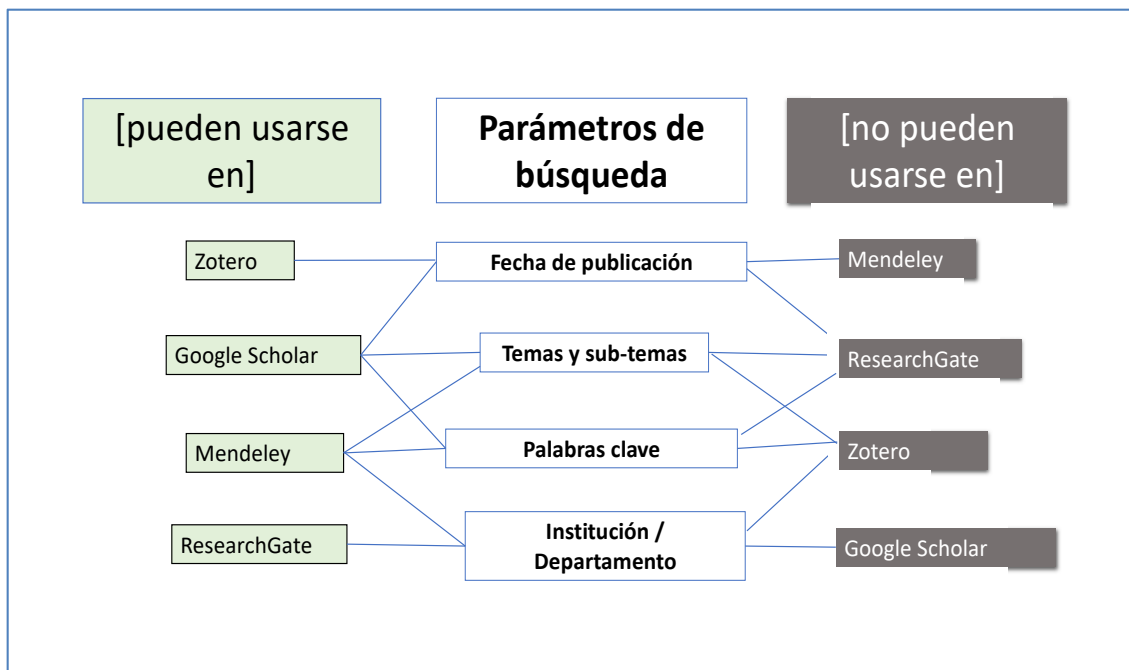 [pueden usarse
en]
Parámetros de
búsqueda
[no pueden
usarse en]
Zotero
Fecha de publicación
Mendeley
Google Scholar
Temas y sub-temas
ResearchGate
Mendeley
Palabras clave
Zotero
ResearchGate
Institución /
Departamento
Google Scholar